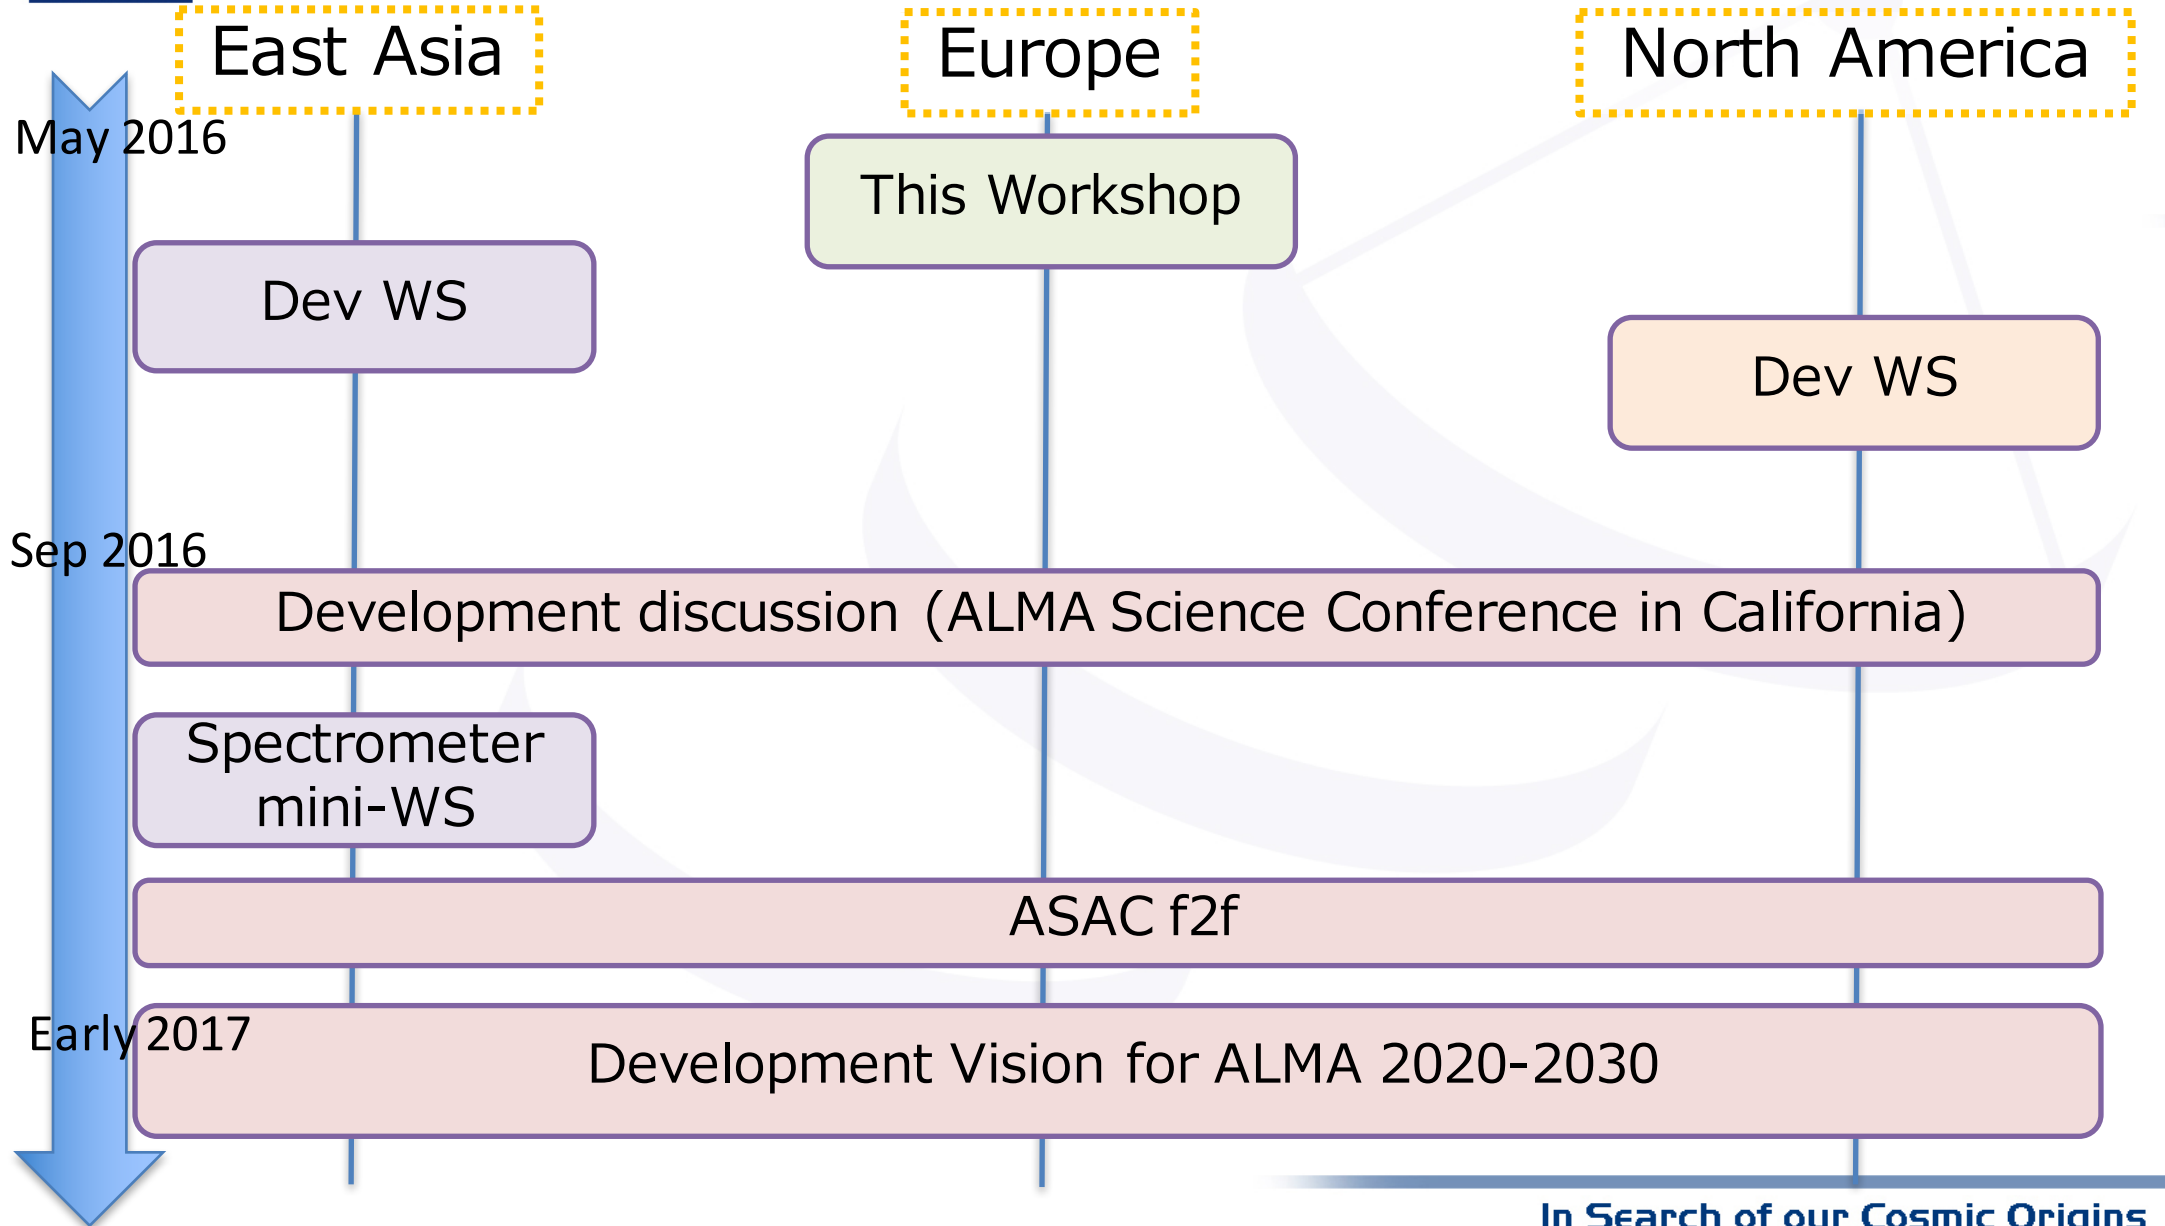 East Asia
Europe
North America
May 2016
This Workshop
Dev WS
Dev WS
Sep 2016
Development discussion (ALMA Science Conference in California)
Spectrometer
mini-WS
ASAC f2f
Early 2017
Development Vision for ALMA 2020-2030
In Search of our Cosmic Origins